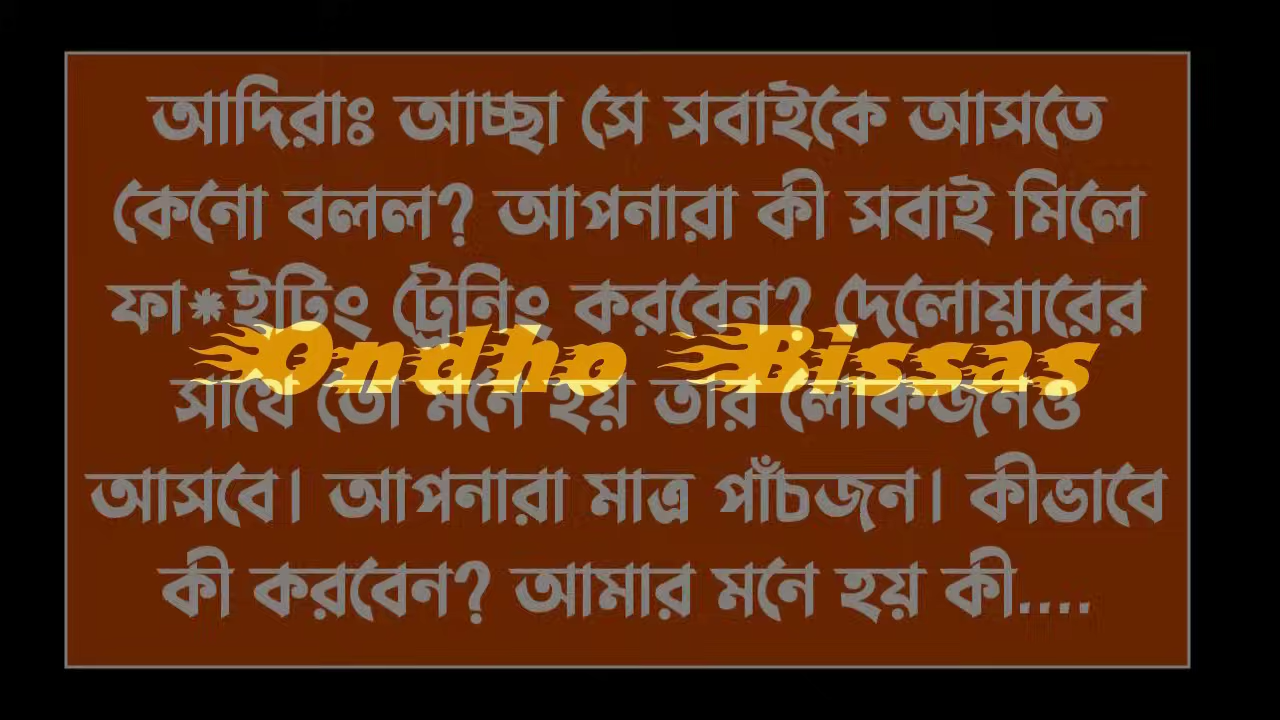 আদিরাঃ আচ্ছা সে সবাইকে আসতে
কেনো বলল? আপনারা কী সবাই মিলে
ফা*ইটিং ট্রেনিং করবেন? দেলোয়ারের
Ondho Bissas
সাথে তো মনে হয় তার লোকজনও
আসবে। আপনারা মাত্র পাঁচজন। কীভাবে
কী করবেন? আমার মনে হয় কী....